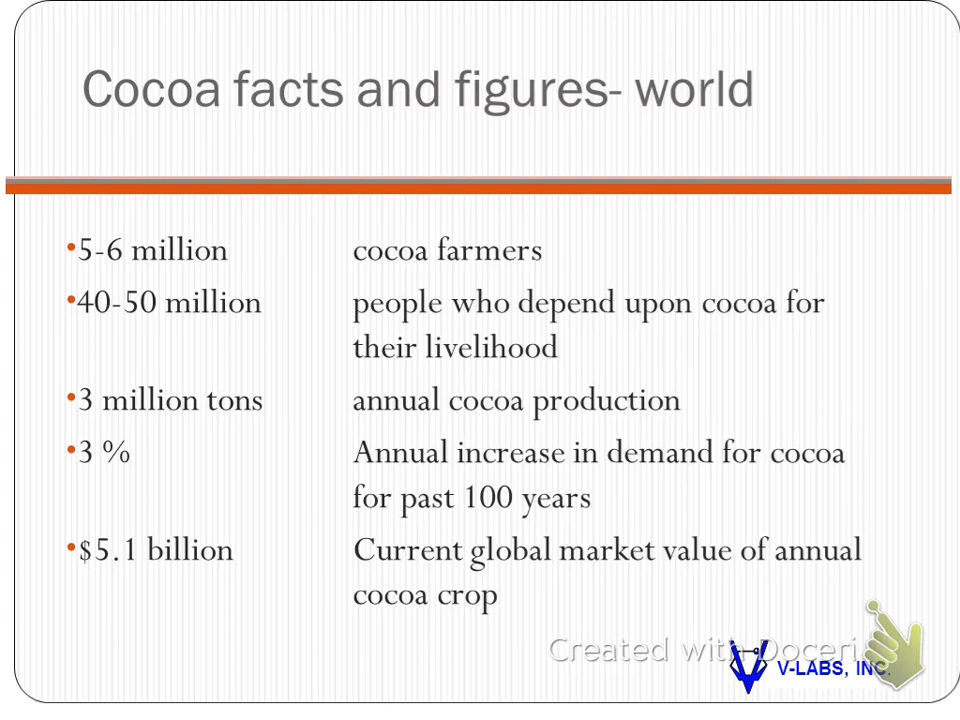 Cocoa facts and figures- world
•5-6 million cocoa farmers
•40-50 million people who depend upon cocoa for
their livelihood
•3 million tons annual cocoa production
•3 % Annual increase in demand for cocoa
for past 100 years
•$5.1 billion Current global market value of annual
cocoa crop
Created with Doceri
V-LABS, INC.